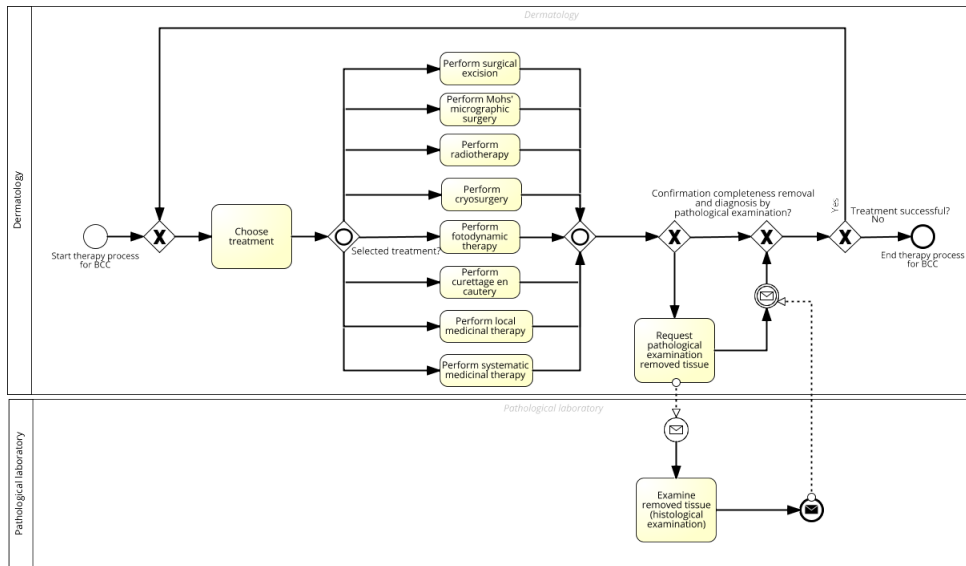 Dermatology
Dermatology
Start therapy process
for BCC
Choose
treatment
Selected treatment?
Perform surgical
excision
Perform Mohs'
micrographic
surgery
Perform
radiotherapy
Perform
cryosurgery
Perform
fotodynamic
therapy
Perform
curettage en
cautery
Perform local
medicinal therapy
Perform systematic
medicinal therapy
Confirmation completeness removal
and diagnosis by
pathological examination?
Request
pathological
examination
removed tissue
Yes
Treatment successful?
No
End therapy process
for BCC
Pathological laboratory
Pathological laboratory
Examine
removed tissue
(histological
examination)